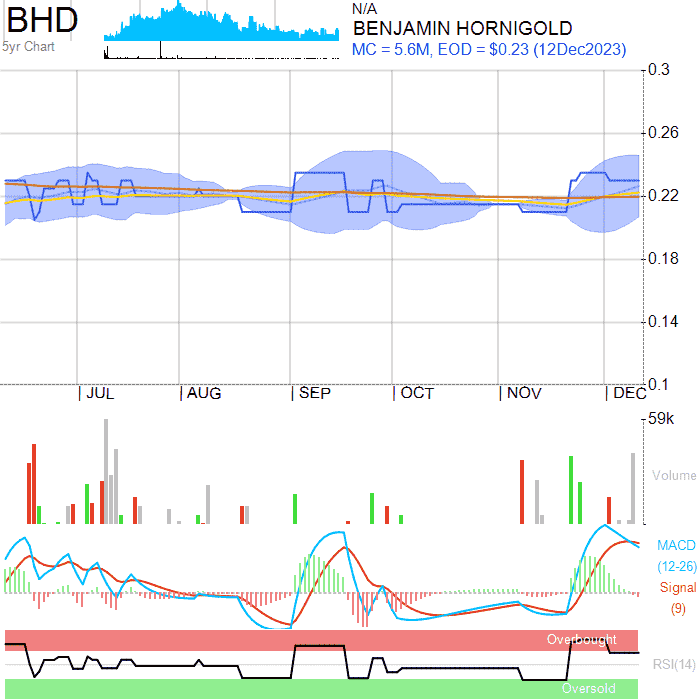 BHD
5yr Chart
N/A
BENJAMIN HORNIGOLD
MC = 5.6M, EOD = $0.23 (12Dec2023)
0.3
0.26
0.22
0.18
0.14
0.1
| JUL | AUG | SEP | OCT | NOV | DEC
59k
Volume
MACD
(12-26)
Signal
(9)
Overbought
RSI(14)
Oversold